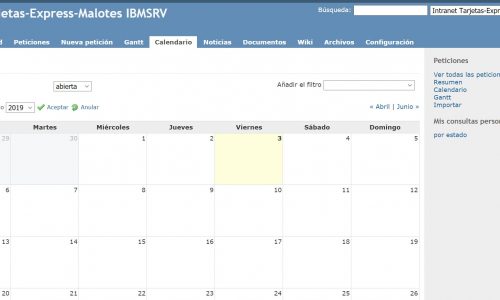 etas-Express-Malotes IBMSRV
Búsqueda:
Intranet Tarjetas-Expre
d Peticiones Nueva petición Gantt Calendario Noticias Documentos Wiki Archivos Configuración
Peticiones
abierta
Añadir el filtro
Ver todas las peticion
Resumen
Calendario
Gantt
Importar
o 2019 Aceptar Anular
« Abril | Junio »
Mis consultas person
por estado
Martes Miércoles Jueves Viernes Sábado Domingo
29 30 1 2 3 4 5
6 7 8 9 10 11 12
13 14 15 16 17 18 19
20 21 22 23 24 25 26